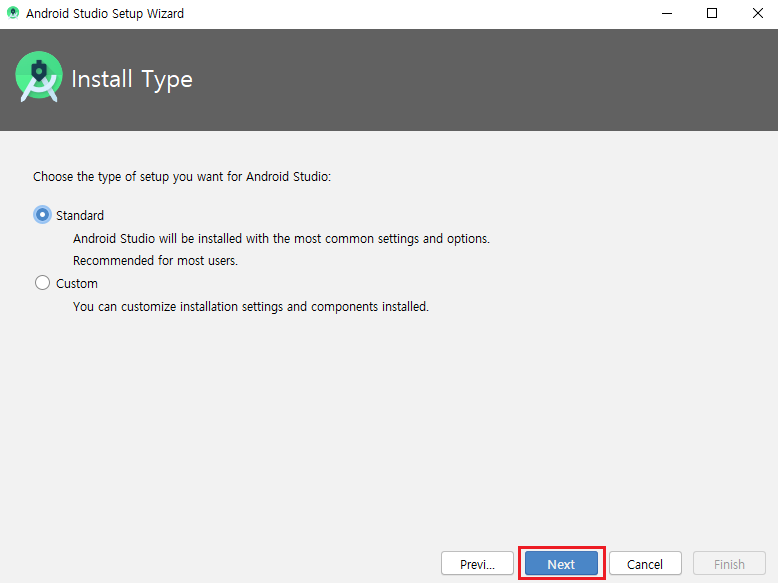 Android Studio Setup Wizard
Install Type
Choose the type of setup you want for Android Studio:
Standard
Android Studio will be installed with the most common settings and options.
Recommended for most users.
Custom
You can customize installation settings and components installed.
Previ... Next Cancel Finish